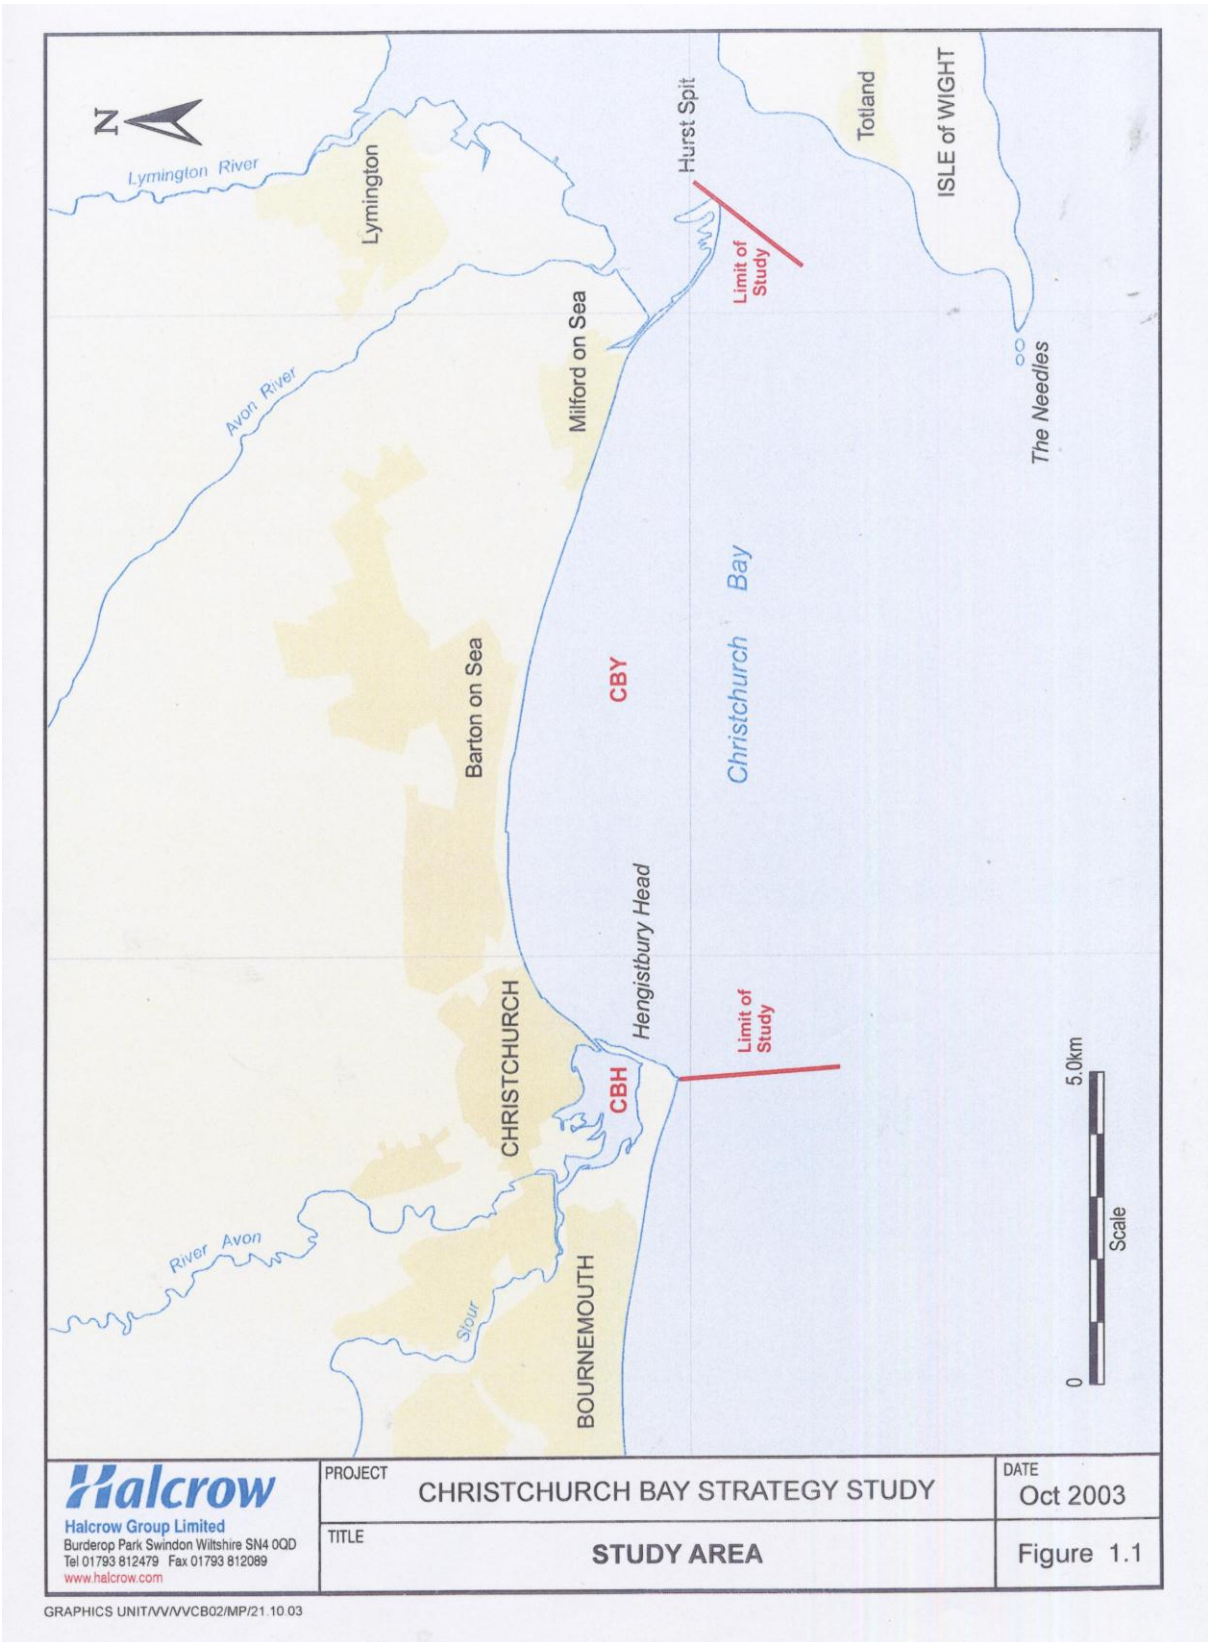 N
Lymington River
Lymington
Avon River
Hurst Spit
Totland
ISLE of WIGHT
Limit of
Study
Milford on Sea
The Needles
Barton on Sea
CBY
Christchurch Bay
Hengistbury Head
CHRISTCHURCH
CBH
Limit of
Study
River Avon
Stour
BOURNEMOUTH
0
5.0km
Scale
Halcrow
Halcrow Group Limited
Burderop Park Swindon Wiltshire SN4 0QD
Tel 01793 812479 Fax 01793 812089
www.halcrow.com
PROJECT
CHRISTCHURCH BAY STRATEGY STUDY
DATE
Oct 2003
TITLE
STUDY AREA
Figure 1.1
GRAPHICS UNIT/VV/VVCB02/MP/21.10.03